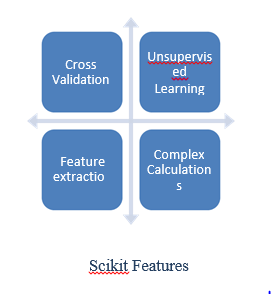 Cross
Validation
Unsupervis
ed
Learning
Feature
extractio
Complex
Calculation
s
Scikit Features